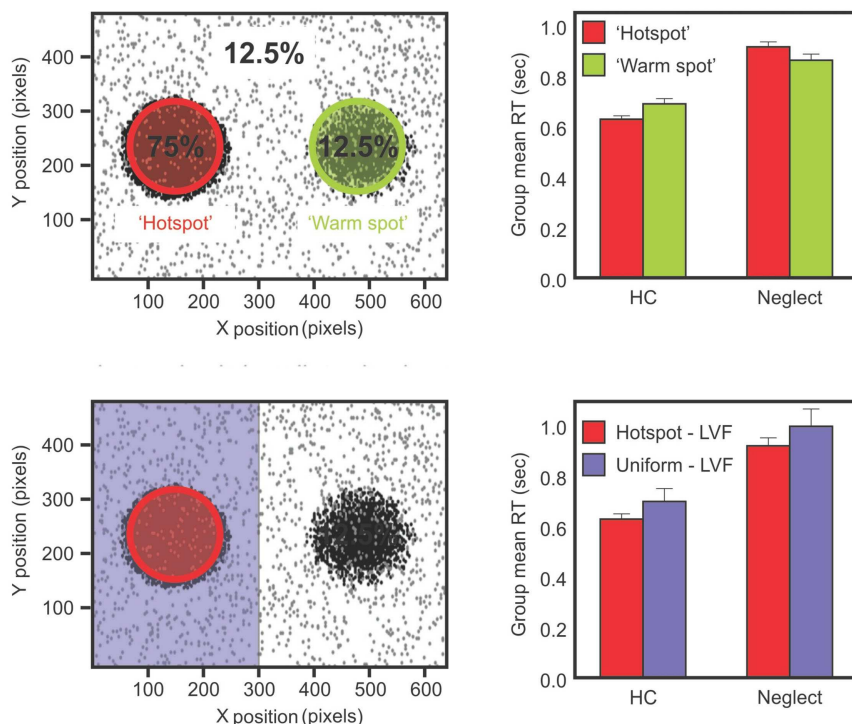 400
300
200
100
Y position (pixels)
12.5%
75%
12.5%
'Hotspot'
'Warm spot'
100 200 300 400 500 600
X position (pixels)
1.0
0.8
0.6
0.4
0.2
0.0
Group mean RT (sec)
'Hotspot'
'Warm spot'
HC Neglect
400
300
200
100
Y position (pixels)
100 200 300 400 500 600
X position (pixels)
1.0
0.8
0.6
0.4
0.2
0.0
Group mean RT (sec)
Hotspot - LVF
Uniform - LVF
HC Neglect